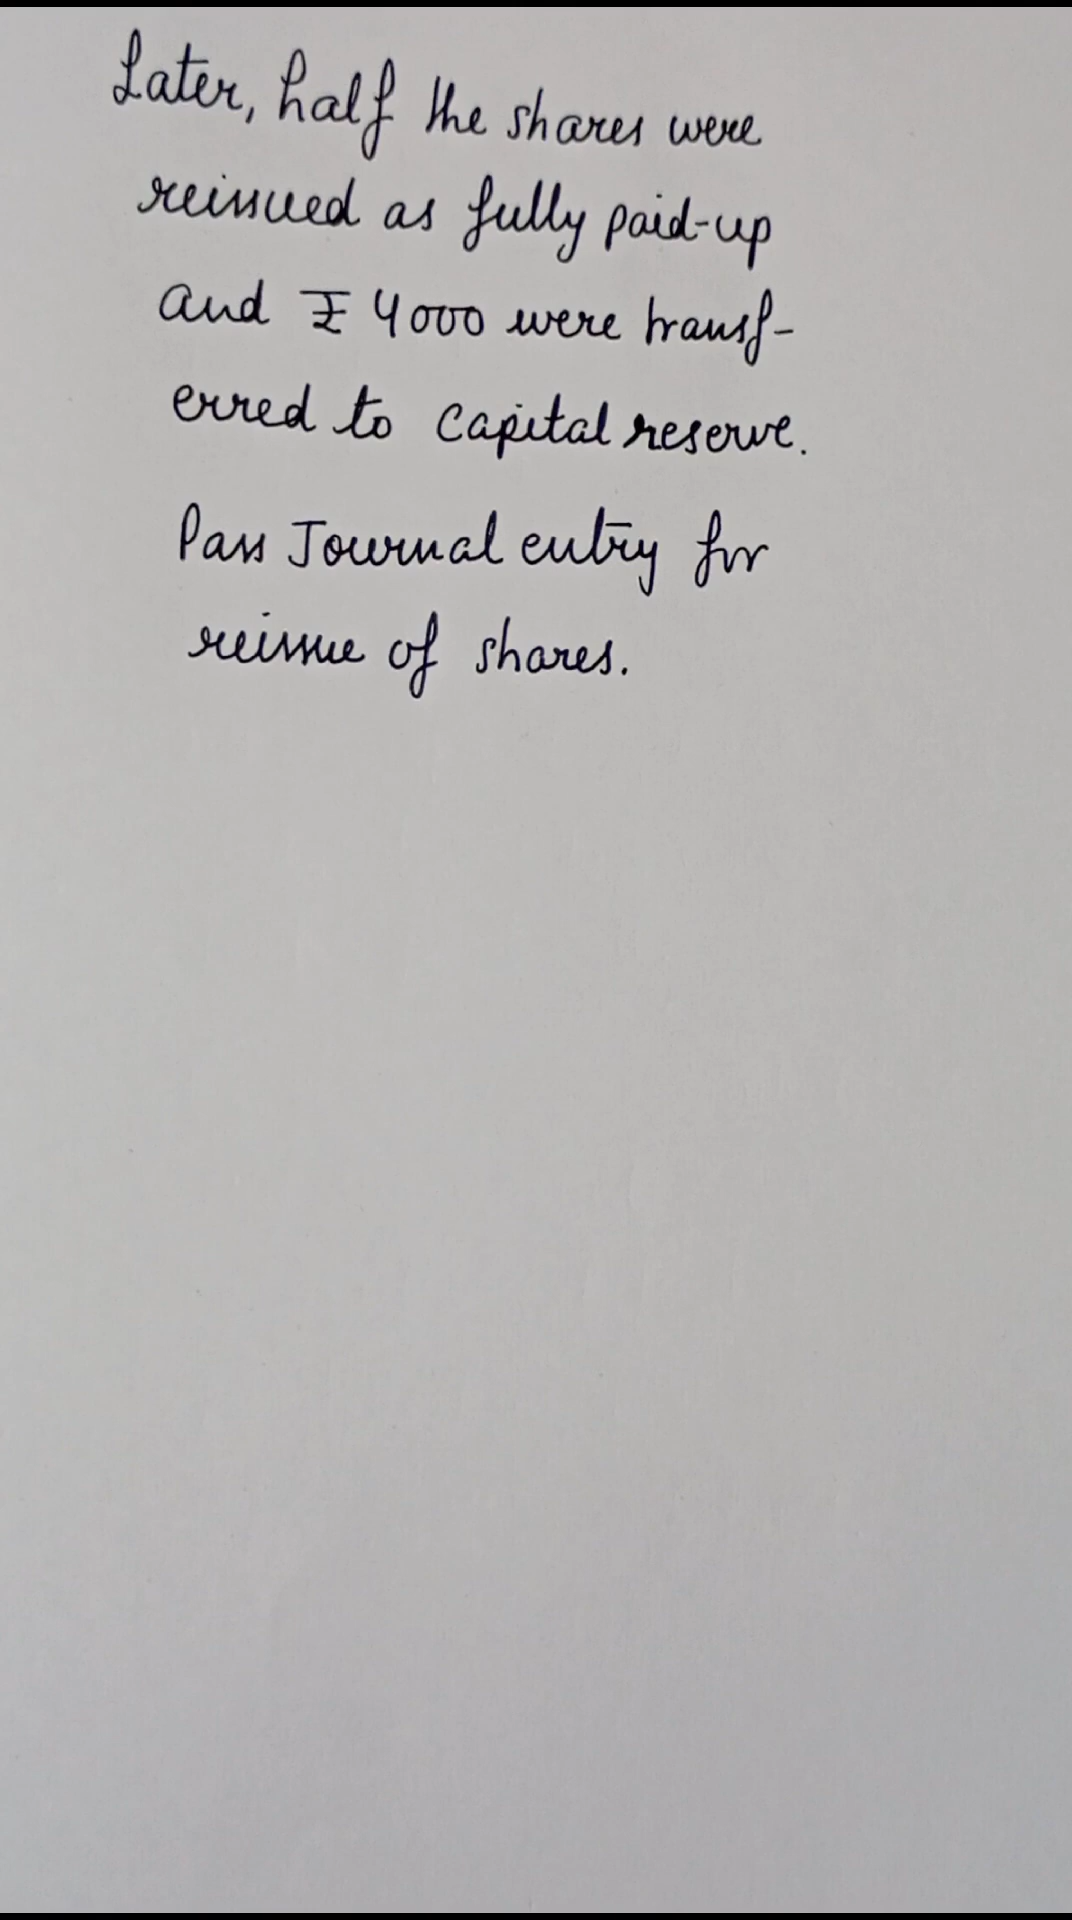 Later, half the shares were
reissued as fully paid-up
and ₹ 4000 were transf-
erred to capital reserve.
Pass Journal entry for
reissue of shares.